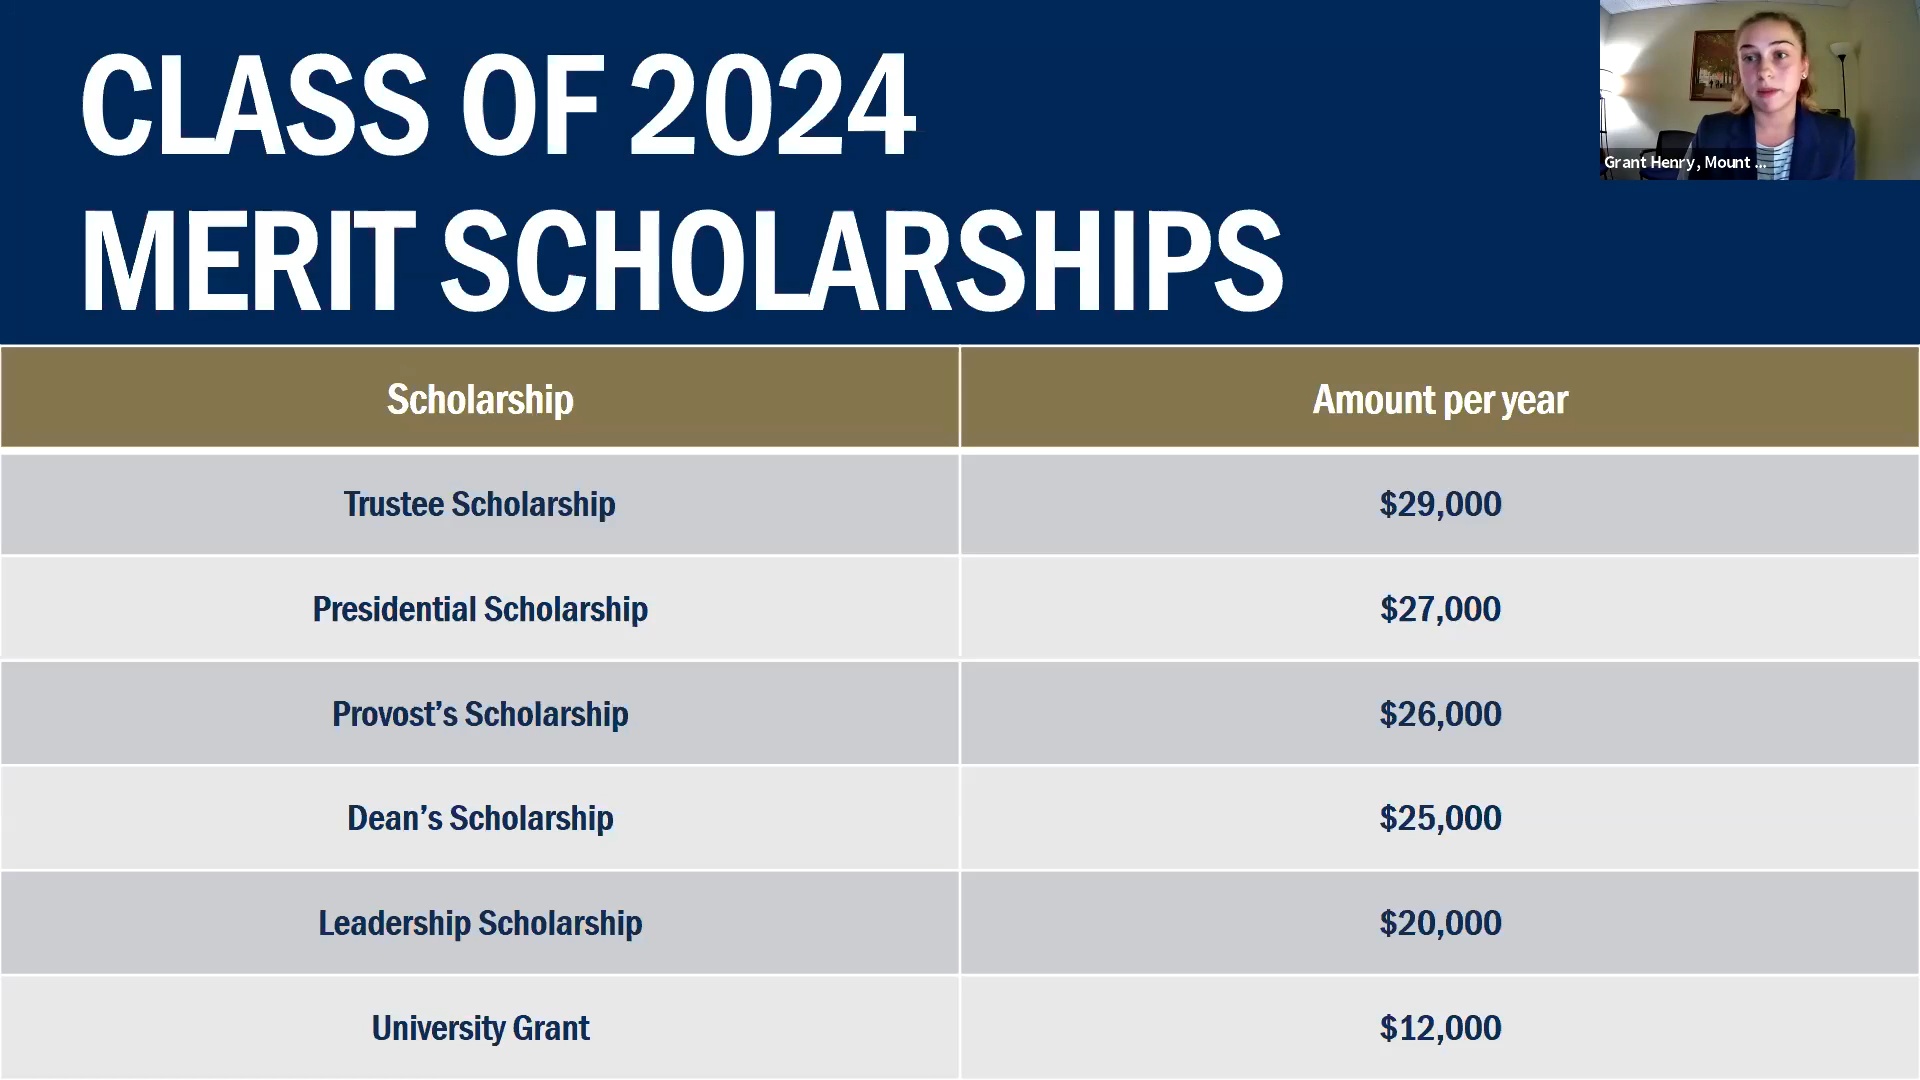 CLASS OF 2024
MERIT SCHOLARSHIPS
Grant Henry, Mount ...
Scholarship Amount per year
Trustee Scholarship $29,000
Presidential Scholarship $27,000
Provost’s Scholarship $26,000
Dean’s Scholarship $25,000
Leadership Scholarship $20,000
University Grant $12,000